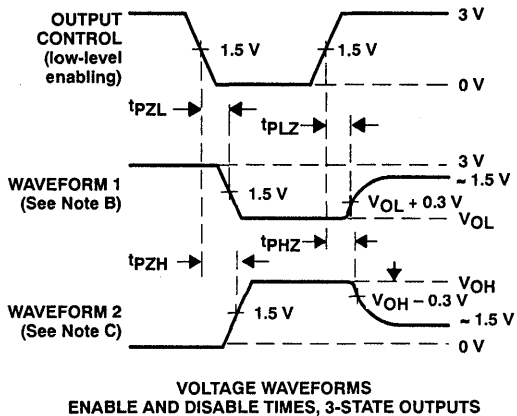 OUTPUT
CONTROL
(low-level
enabling)
1.5 V
1.5 V
3 V
0 V
tPZL
tPLZ
WAVEFORM 1
(See Note B)
1.5 V
3 V
≈ 1.5 V
VOL + 0.3 V
VOL
tPZH
tPHZ
WAVEFORM 2
(See Note C)
1.5 V
VOH
VOH − 0.3 V
≈ 1.5 V
0 V
VOLTAGE WAVEFORMS
ENABLE AND DISABLE TIMES, 3-STATE OUTPUTS